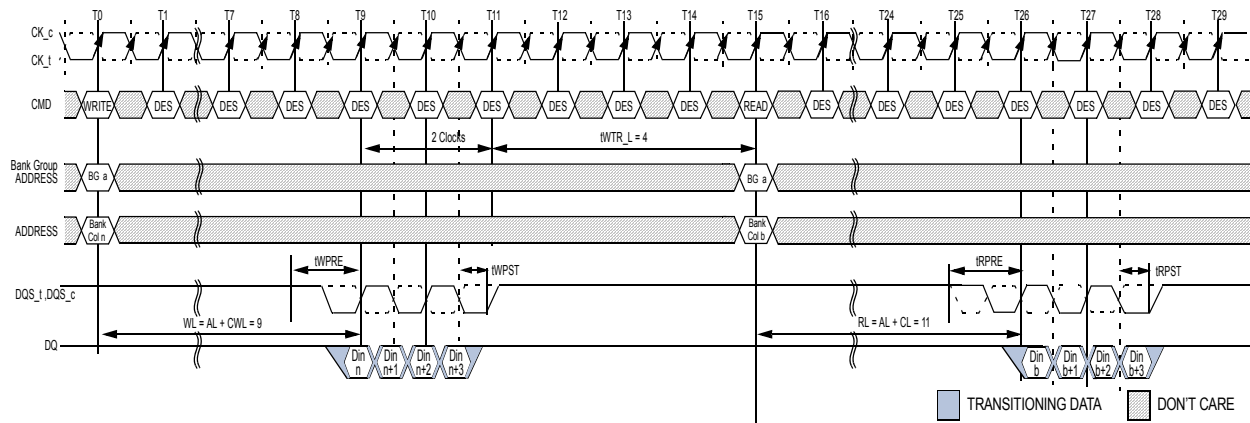 T0 T1 T7 T8 T9 T10 T11 T12 T13 T14 T15 T16 T24 T25 T26 T27 T28 T29
CK_c
CK_t
CMD WRITE DES DES DES DES DES DES DES DES DES READ DES DES DES DES DES DES DES
2 Clocks tWTR_L = 4
Bank Group
ADDRESS BG a BG a
ADDRESS Bank
Col n Bank
Col b
tWPRE tWPST tRPRE tRPST
DQS_t ,DQS_c
WL = AL + CWL = 9 RL = AL + CL = 11
DQ Din
n Din
n+1 Din
n+2 Din
n+3 Din
b Din
b+1 Din
b+2 Din
b+3
TRANSITIONING DATA DON'T CARE